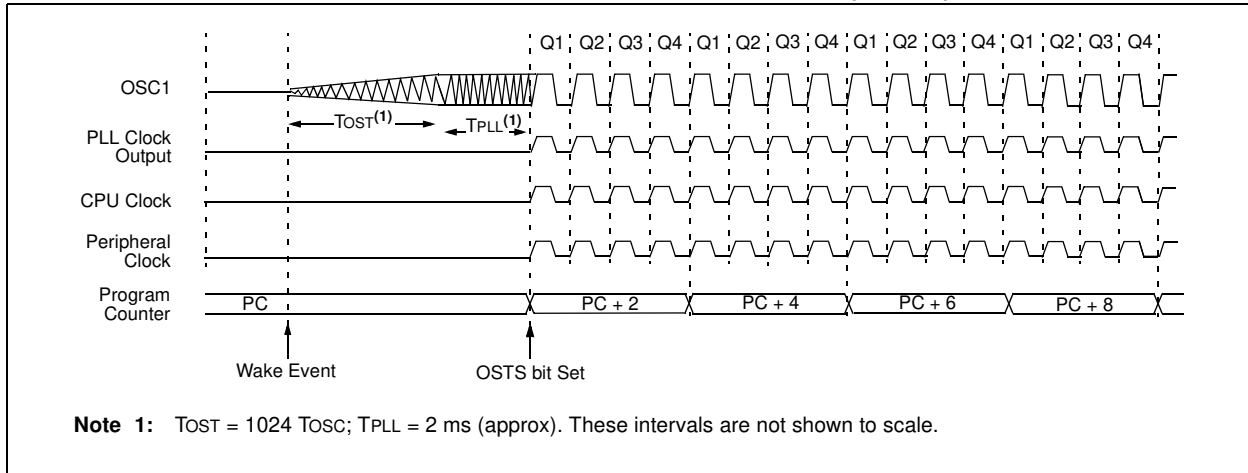 Q1 Q2 Q3 Q4 Q1 Q2 Q3 Q4 Q1 Q2 Q3 Q4 Q1 Q2 Q3 Q4
OSC1
TOST(1) TPLL(1)
PLL Clock
Output
CPU Clock
Peripheral
Clock
Program
Counter
PC PC + 2 PC + 4 PC + 6 PC + 8
Wake Event OSTS bit Set
Note 1: TOST = 1024 TOSC; TPLL = 2 ms (approx). These intervals are not shown to scale.